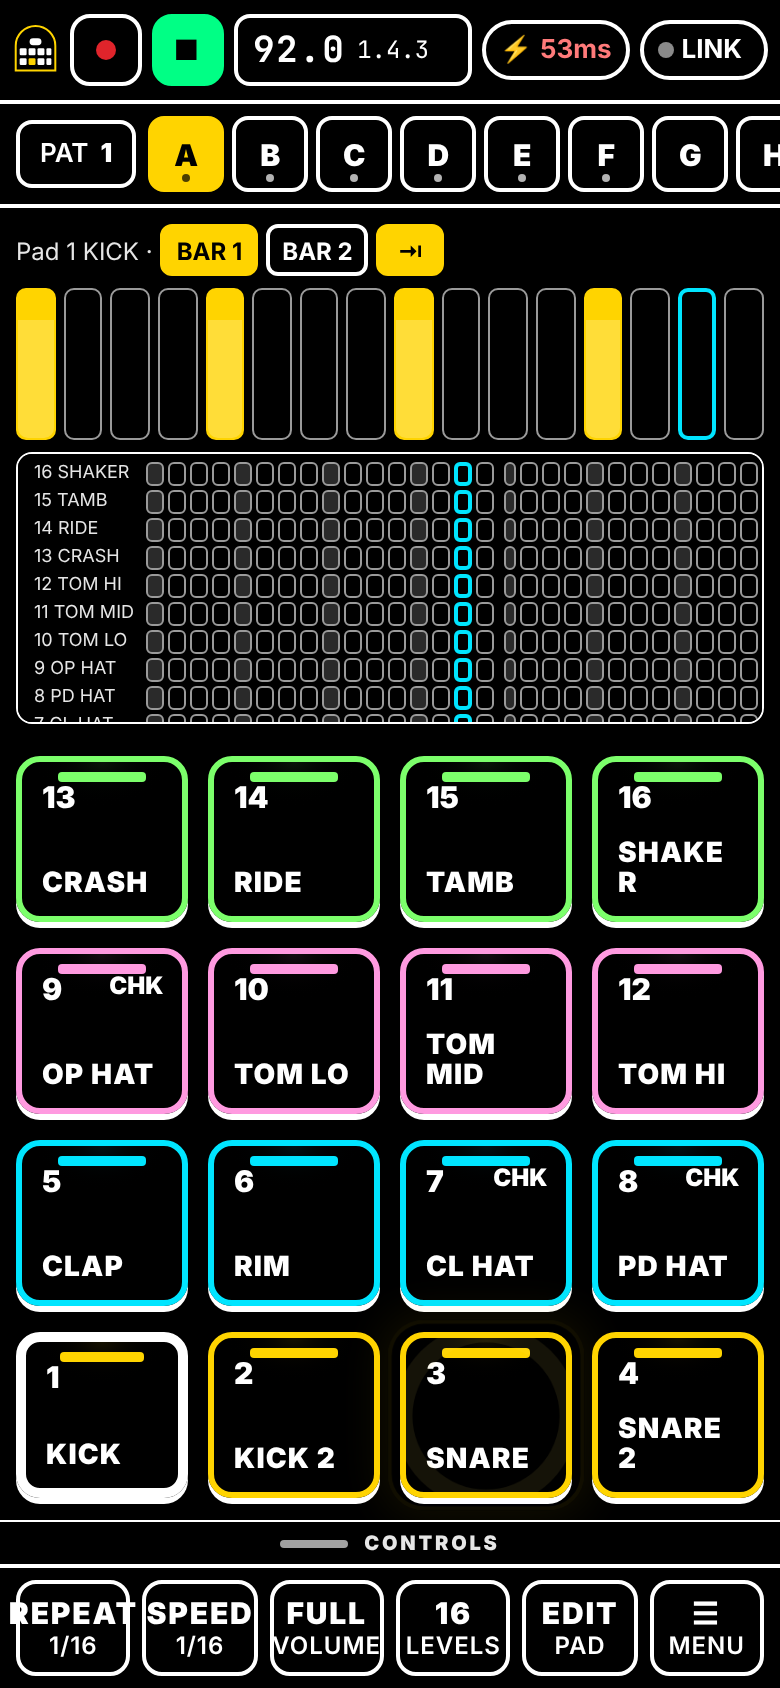 92.0 1.4.3 ⚡ 53ms LINK
PAT 1 A B C D E F G H
Pad 1 KICK · BAR 1 BAR 2 ⇥
16 SHAKER
15 TAMB
14 RIDE
13 CRASH
12 TOM HI
11 TOM MID
10 TOM LO
9 OP HAT
8 PD HAT
7 CL HAT
13
CRASH
14
RIDE
15
TAMB
16
SHAKE
R
9 CHK
OP HAT
10
TOM LO
11
TOM
MID
12
TOM HI
5
CLAP
6
RIM
7 CHK
CL HAT
8 CHK
PD HAT
1
KICK
2
KICK 2
3
SNARE
4
SNARE
2
CONTROLS
REPEAT
1/16
SPEED
1/16
FULL
VOLUME
16
LEVELS
EDIT
PAD
☰
MENU